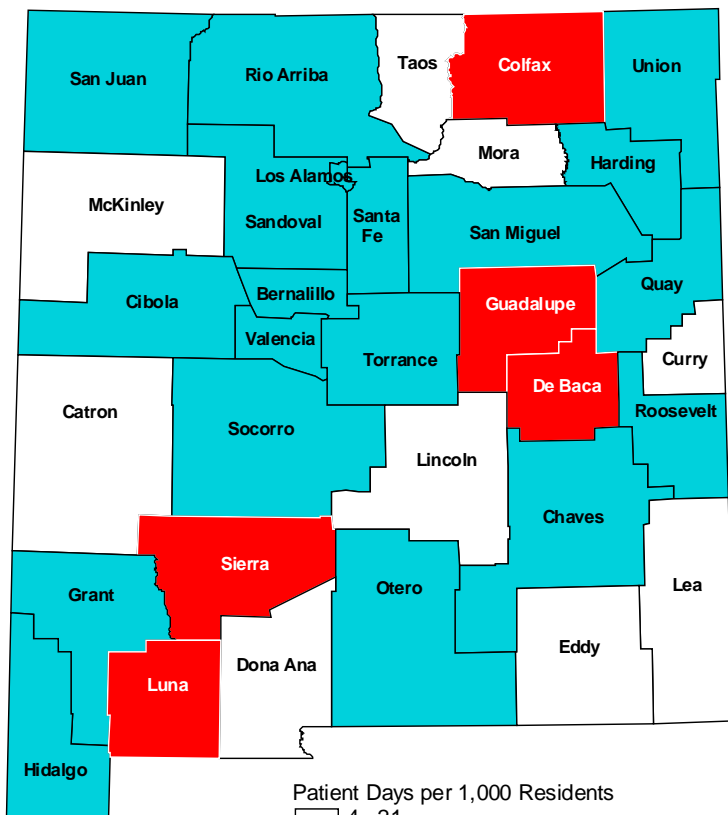 Taos
Colfax
Union
San Juan
Rio Arriba
Mora
Harding
Los Alamos
McKinley
Sandoval
Santa
Fe
San Miguel
Quay
Cibola
Bernalillo
Guadalupe
Valencia
Torrance
Curry
De Baca
Catron
Roosevelt
Socorro
Lincoln
Chaves
Sierra
Lea
Grant
Otero
Eddy
Dona Ana
Luna
Hidalgo
Patient Days per 1,000 Residents